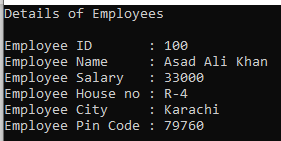 Details of Employees
Employee ID       : 100
Employee Name     : Asad Ali Khan
Employee Salary   : 33000
Employee House no : R-4
Employee City     : Karachi
Employee Pin Code : 79760